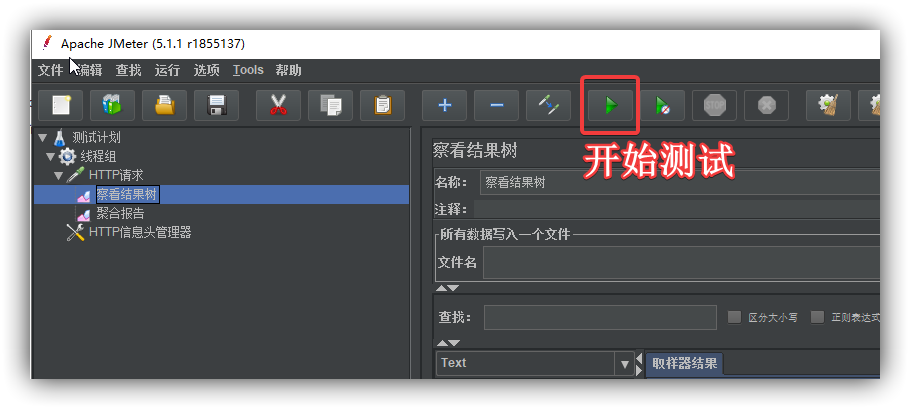 Apache JMeter (5.1.1 r1855137)
文件 编辑 查找 运行 选项 Tools 帮助
STOP
测试计划
线程组
HTTP请求
察看结果树
聚合报告
HTTP信息头管理器
察看结果树
开始测试
名称： 察看结果树
注释：
所有数据写入一个文件
文件名
查找： 区分大小写 正则表达式
Text 取样器结果